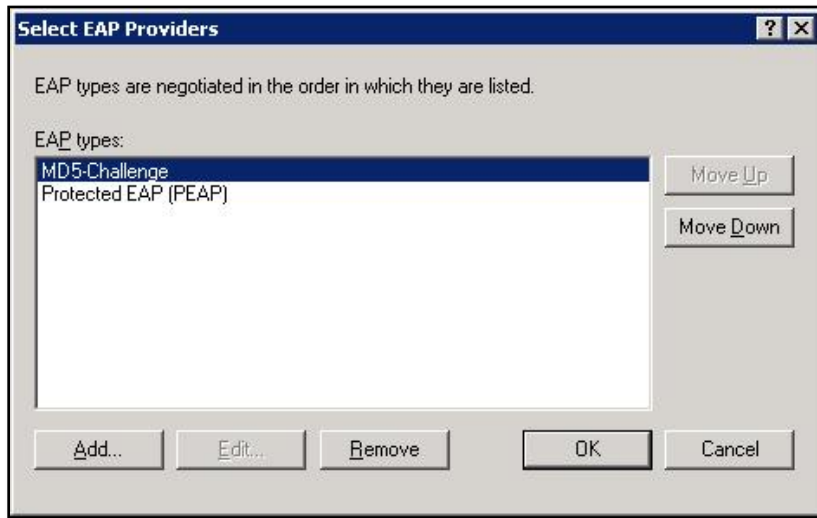 Select EAP Providers
EAP types are negotiated in the order in which they are listed.
EAP types:
MD5-Challenge
Protected EAP (PEAP)
Move Up
Move Down
Add...
Edit...
Remove
OK
Cancel